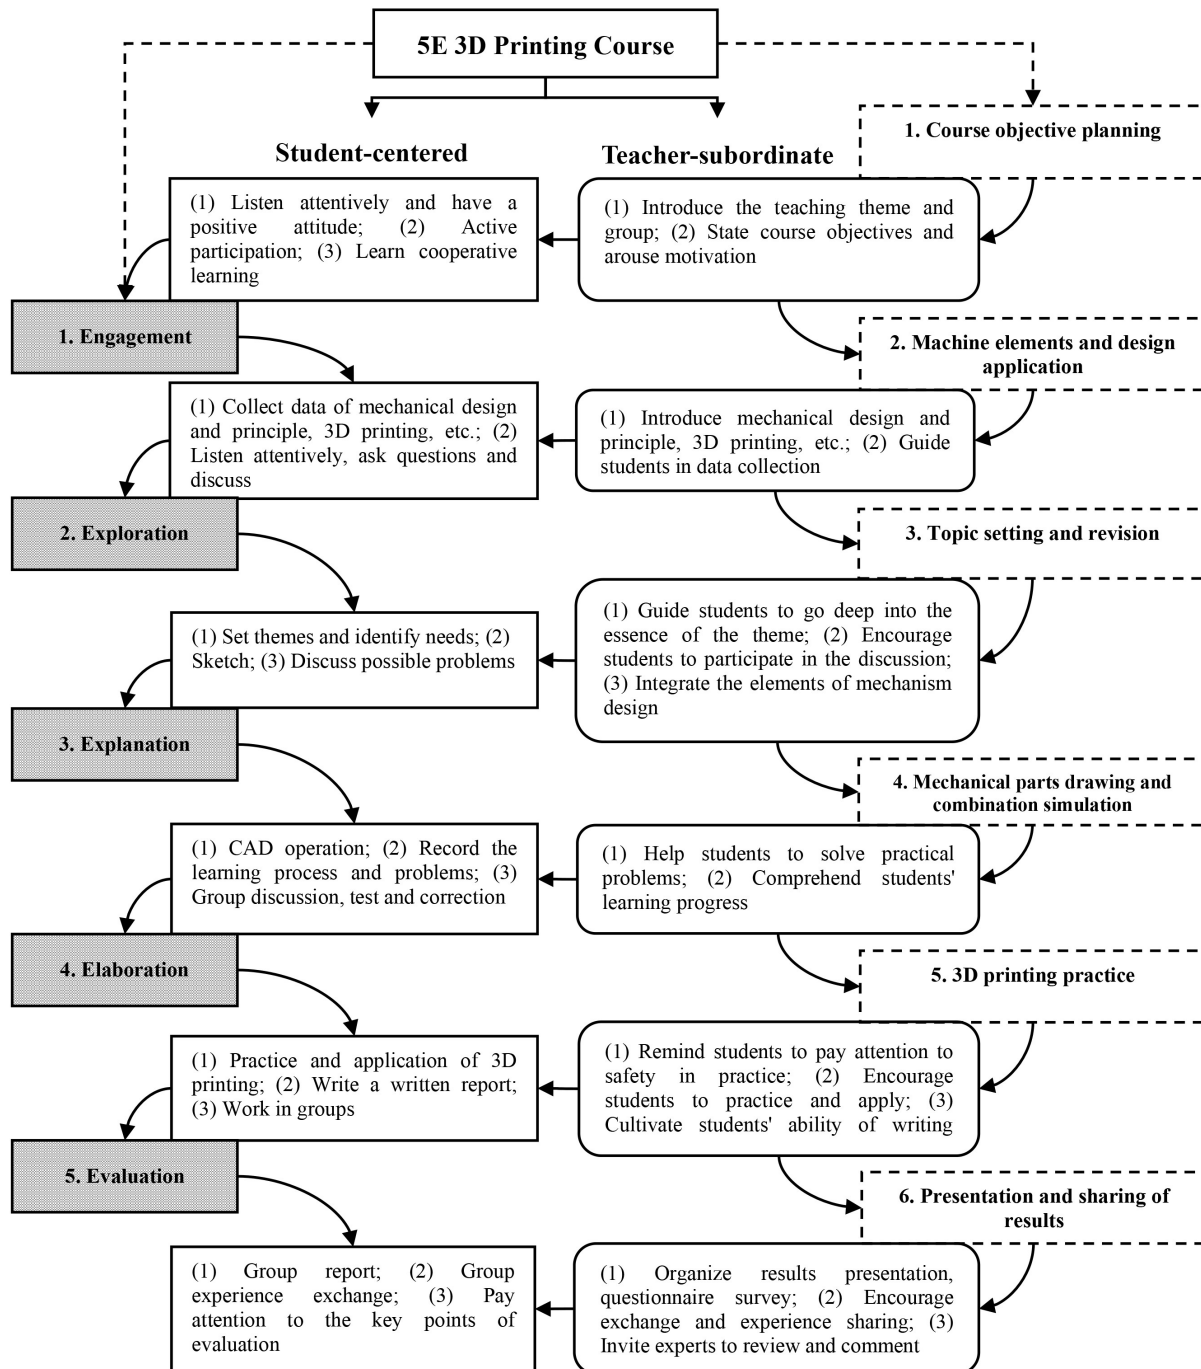 5E 3D Printing Course
1. Course objective planning
Student-centered
Teacher-subordinate
(1) Listen attentively and have a
positive attitude; (2) Active
participation; (3) Learn cooperative
learning
(1) Introduce the teaching theme and
group; (2) State course objectives and
arouse motivation
1. Engagement
2. Machine elements and design
application
(1) Collect data of mechanical design
and principle, 3D printing, etc.; (2)
Listen attentively, ask questions and
discuss
(1) Introduce mechanical design and
principle, 3D printing, etc.; (2) Guide
students in data collection
2. Exploration
3. Topic setting and revision
(1) Set themes and identify needs; (2)
Sketch; (3) Discuss possible problems
(1) Guide students to go deep into the
essence of the theme; (2) Encourage
students to participate in the discussion;
(3) Integrate the elements of mechanism
design
3. Explanation
4. Mechanical parts drawing and
combination simulation
(1) CAD operation; (2) Record the
learning process and problems; (3)
Group discussion, test and correction
(1) Help students to solve practical
problems; (2) Comprehend students'
learning progress
4. Elaboration
5. 3D printing practice
(1) Practice and application of 3D
printing; (2) Write a written report;
(3) Work in groups
(1) Remind students to pay attention to
safety in practice; (2) Encourage
students to practice and apply; (3)
Cultivate students' ability of writing
5. Evaluation
6. Presentation and sharing of
results
(1) Group report; (2) Group
experience exchange; (3) Pay
attention to the key points of
evaluation
(1) Organize results presentation,
questionnaire survey; (2) Encourage
exchange and experience sharing; (3)
Invite experts to review and comment